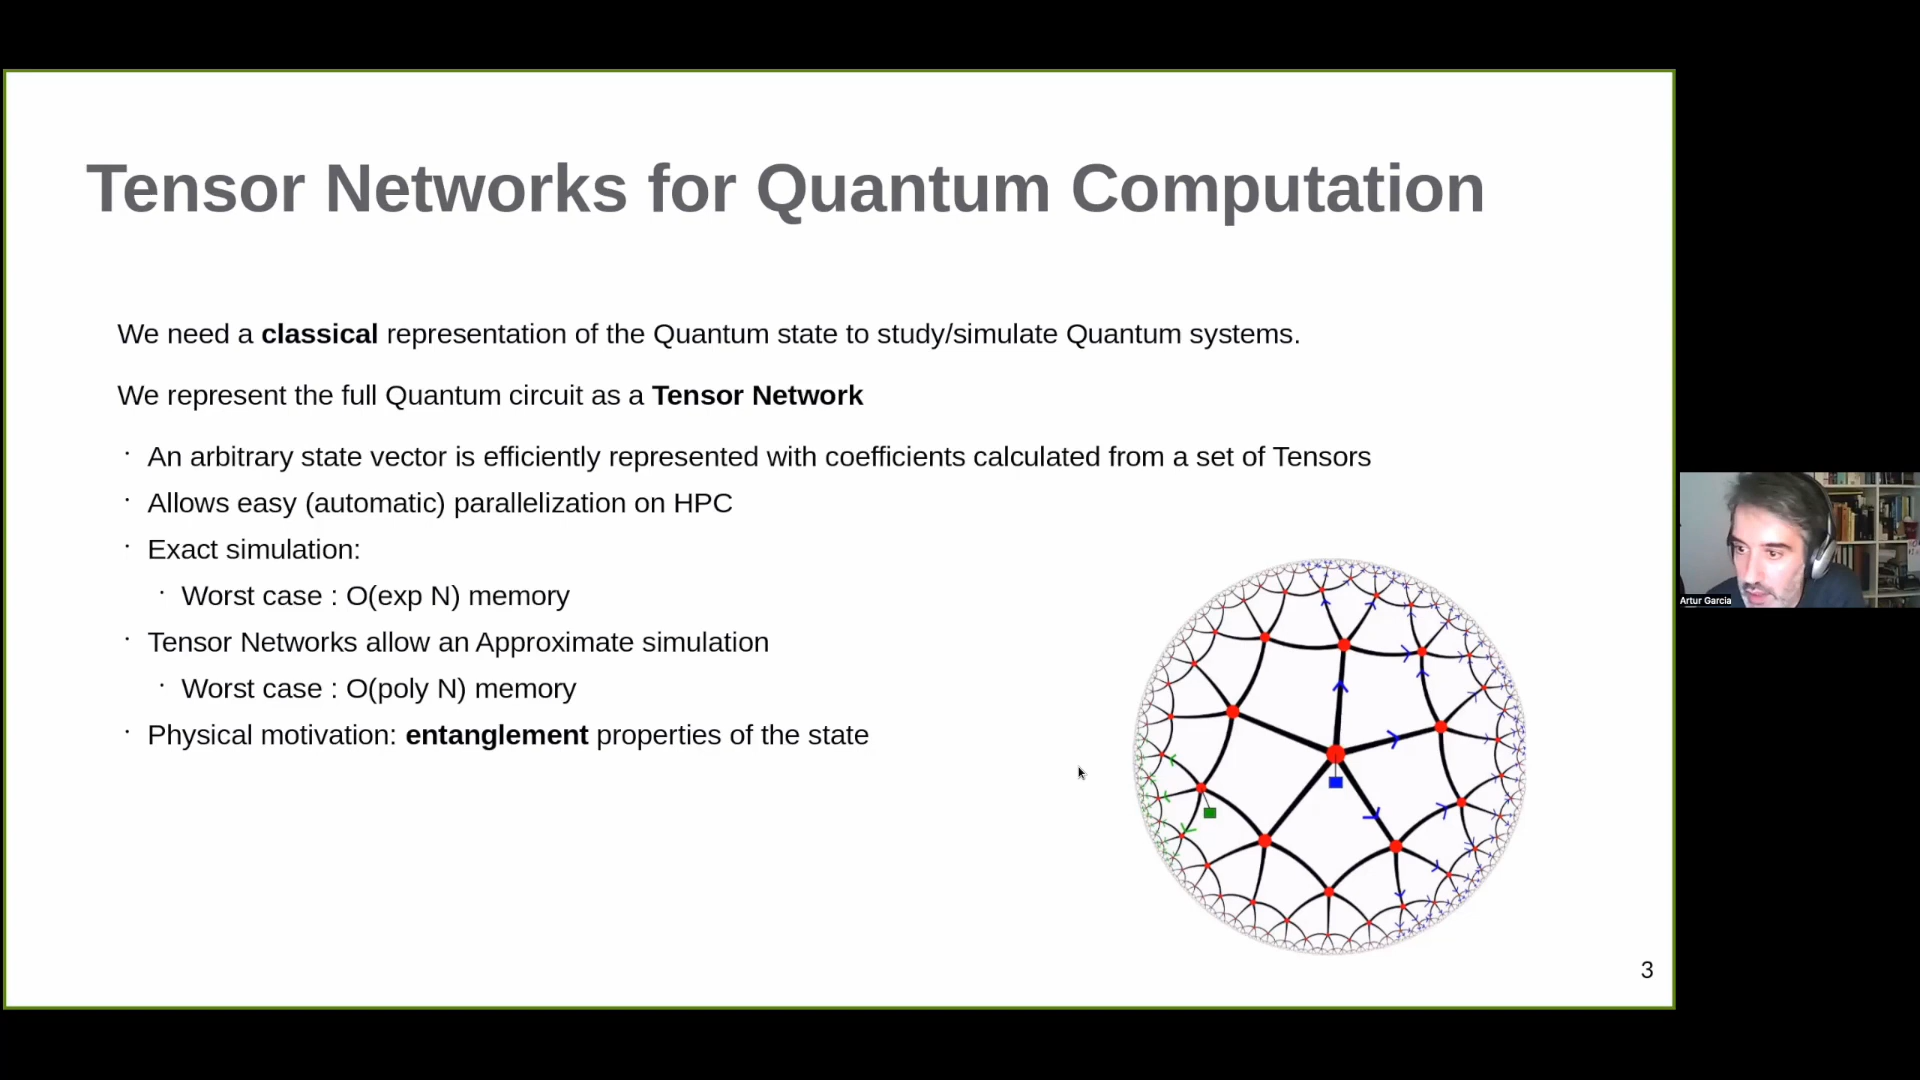 Tensor Networks for Quantum Computation
We need a classical representation of the Quantum state to study/simulate Quantum systems.
We represent the full Quantum circuit as a Tensor Network
· An arbitrary state vector is efficiently represented with coefficients calculated from a set of Tensors
· Allows easy (automatic) parallelization on HPC
· Exact simulation:
· Worst case : O(exp N) memory
· Tensor Networks allow an Approximate simulation
· Worst case : O(poly N) memory
· Physical motivation: entanglement properties of the state
Artur Garcia
3